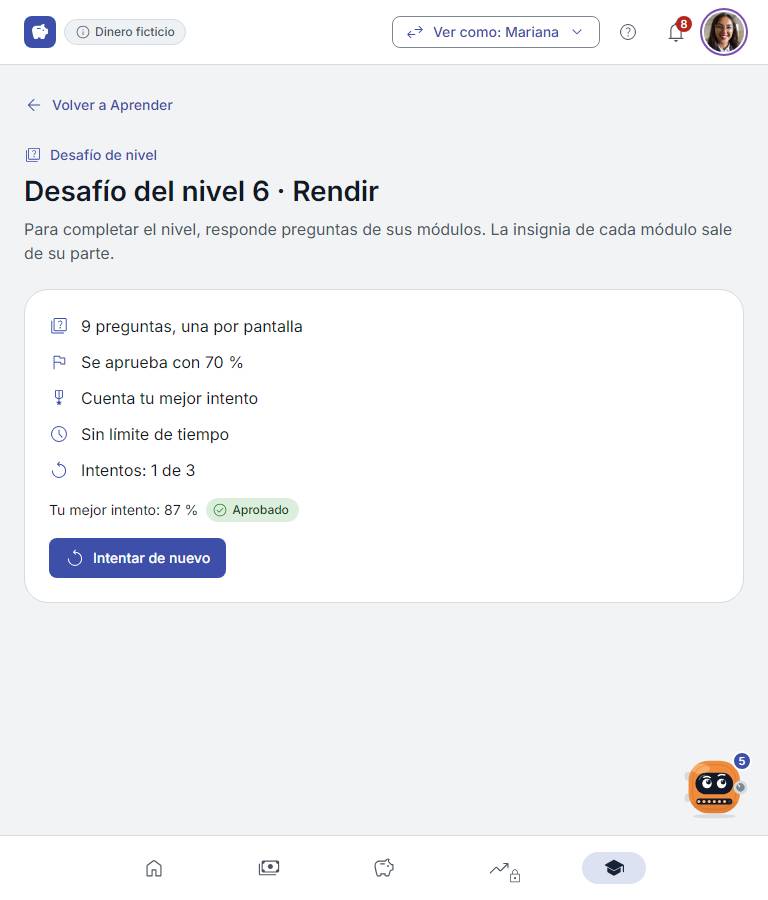 Dinero ficticio
Ver como: Mariana
8
Volver a Aprender
Desafío de nivel
Desafío del nivel 6 · Rendir
Para completar el nivel, responde preguntas de sus módulos. La insignia de cada módulo sale
de su parte.
9 preguntas, una por pantalla
Se aprueba con 70 %
Cuenta tu mejor intento
Sin límite de tiempo
Intentos: 1 de 3
Tu mejor intento: 87 %
Aprobado
Intentar de nuevo
5